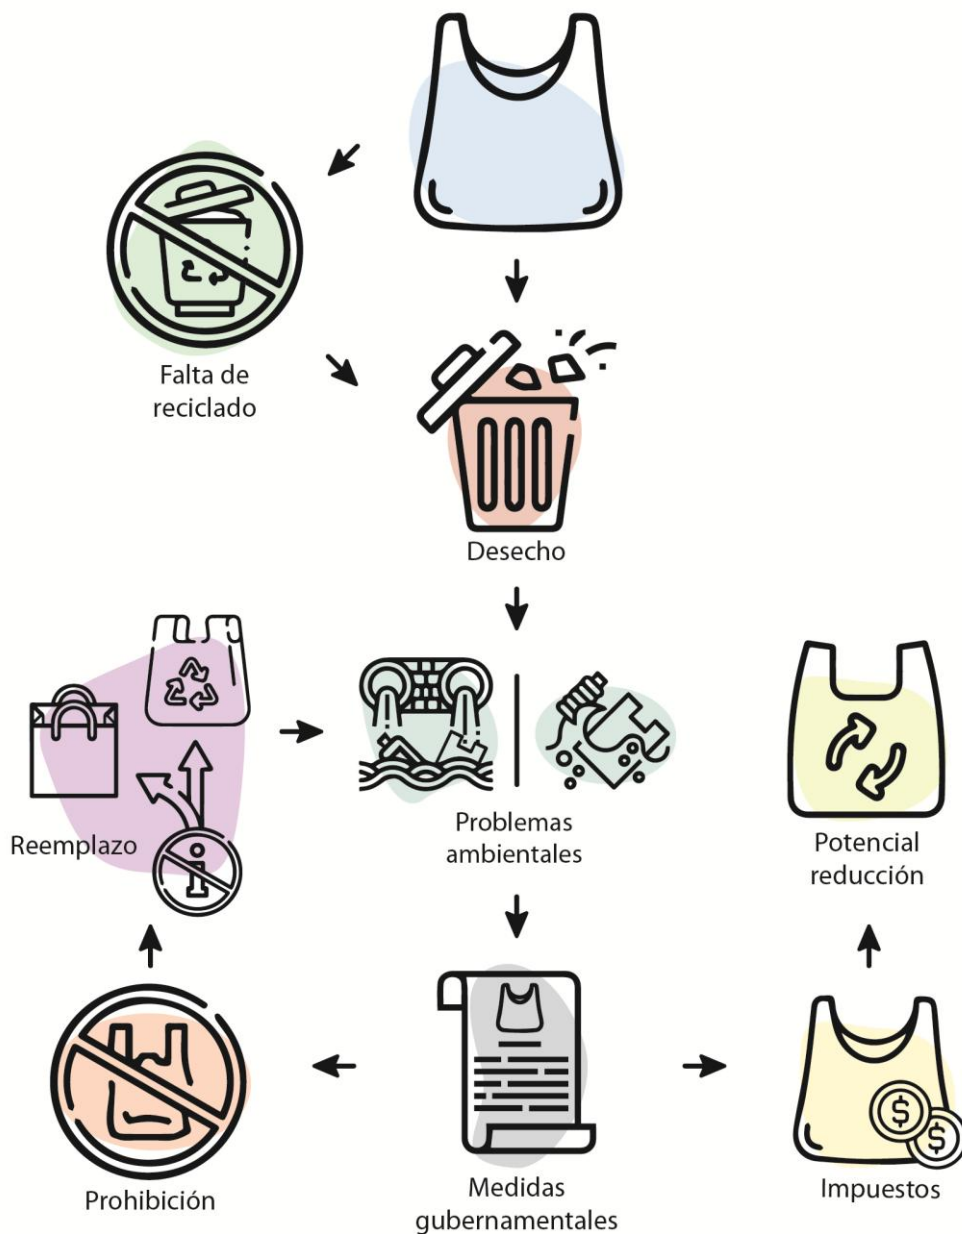 Falta de
reciclado
Desecho
Reemplazo
Problemas
ambientales
Potencial
reducción
Prohibición
Medidas
gubernamentales
Impuestos
$
$